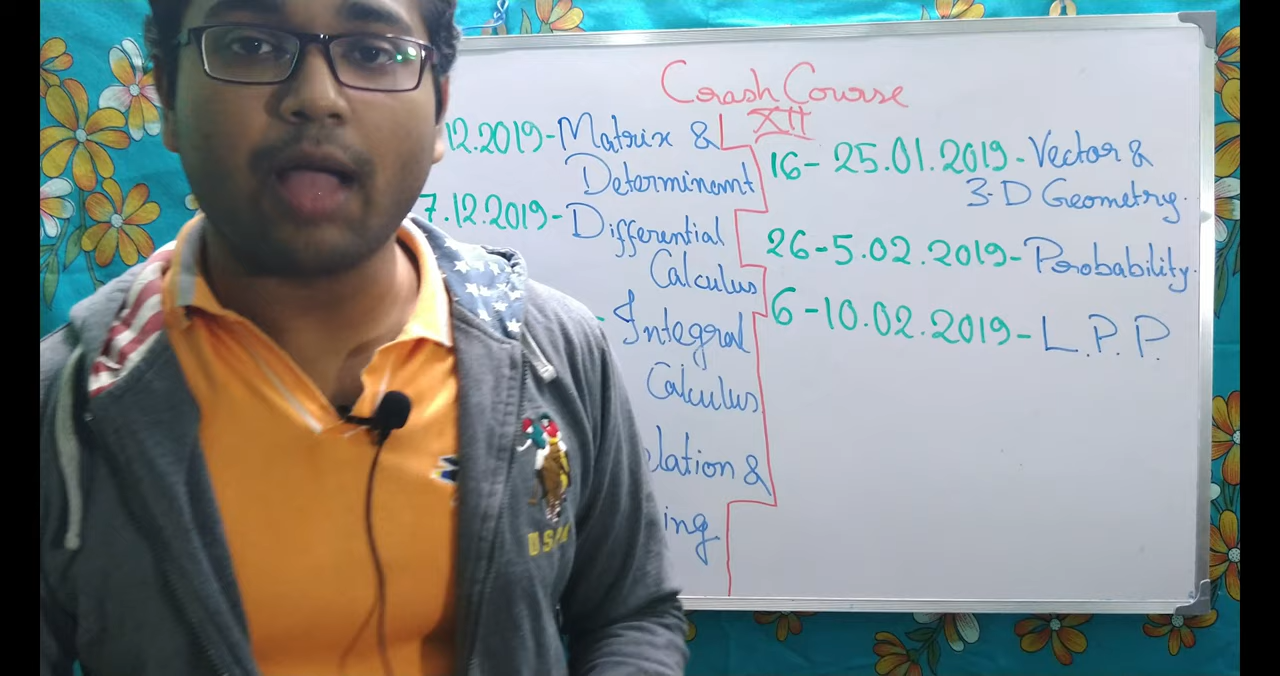 Crash Course
XII
12.2019-Matrix &
Determinant
7.12.2019-Differential
Calculus
- Integral
Calculus
lation &
ing
16-25.01.2019-Vector &
3-D Geometry.
26-5.02.2019-Probability.
6-10.02.2019-L.P.P.